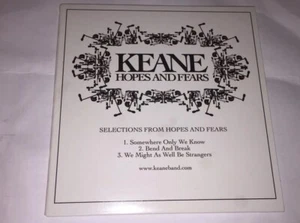 KEANE
HOPES AND FEARS
SELECTIONS FROM HOPES AND FEARS
1. Somewhere Only We Know
2. Bend And Break
3. We Might As Well Be Strangers
www.keaneband.com